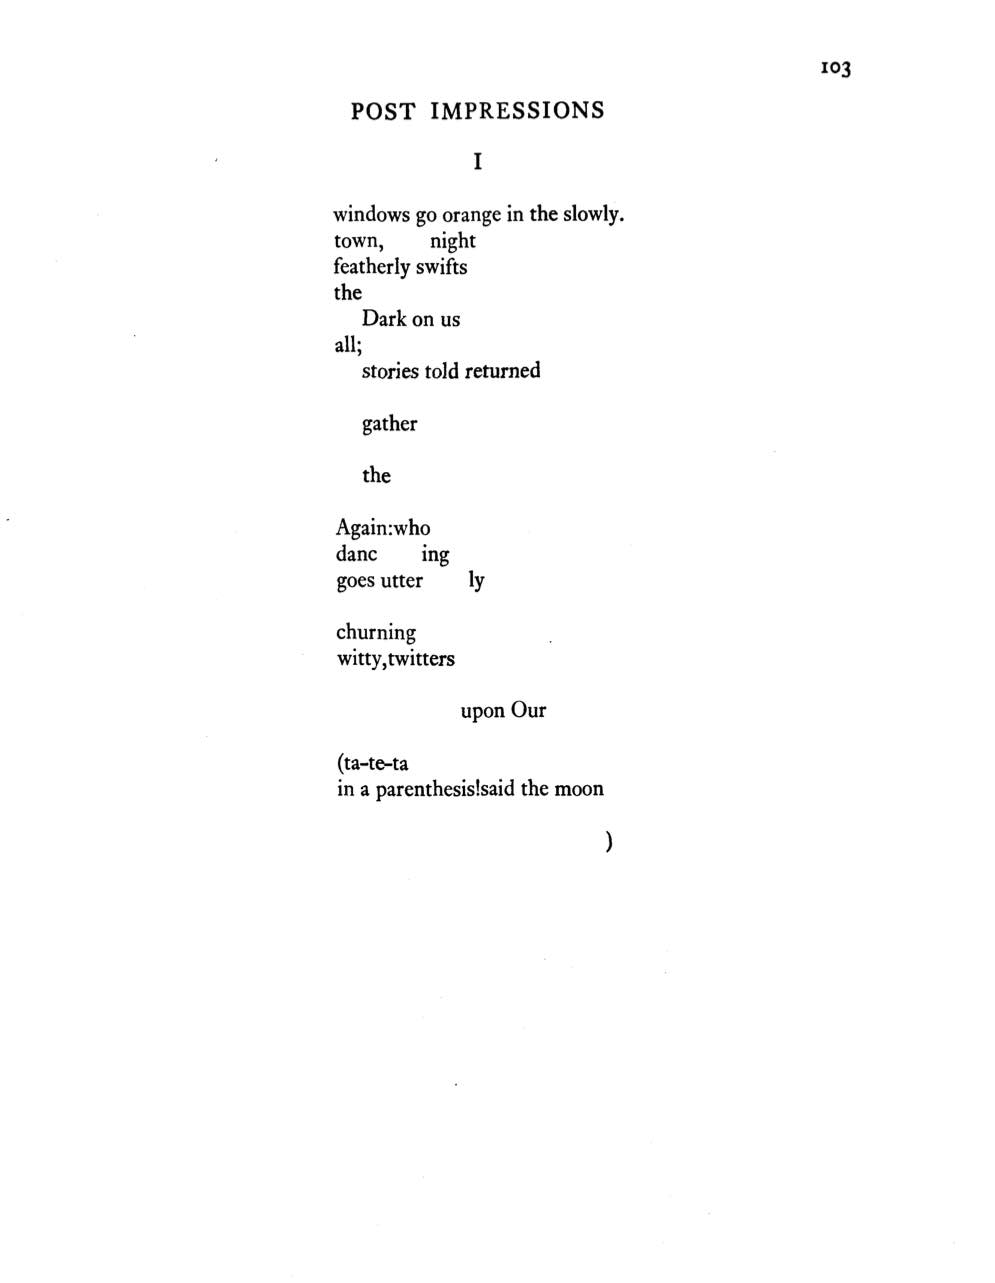 103
POST IMPRESSIONS
I
windows go orange in the slowly.
town, night
featherly swifts
the
Dark on us
all;
stories told returned
gather
the
Again:who
danc ing
goes utter ly
churning
witty,twitters
upon Our
(ta-te-ta
in a parenthesis!said the moon
)